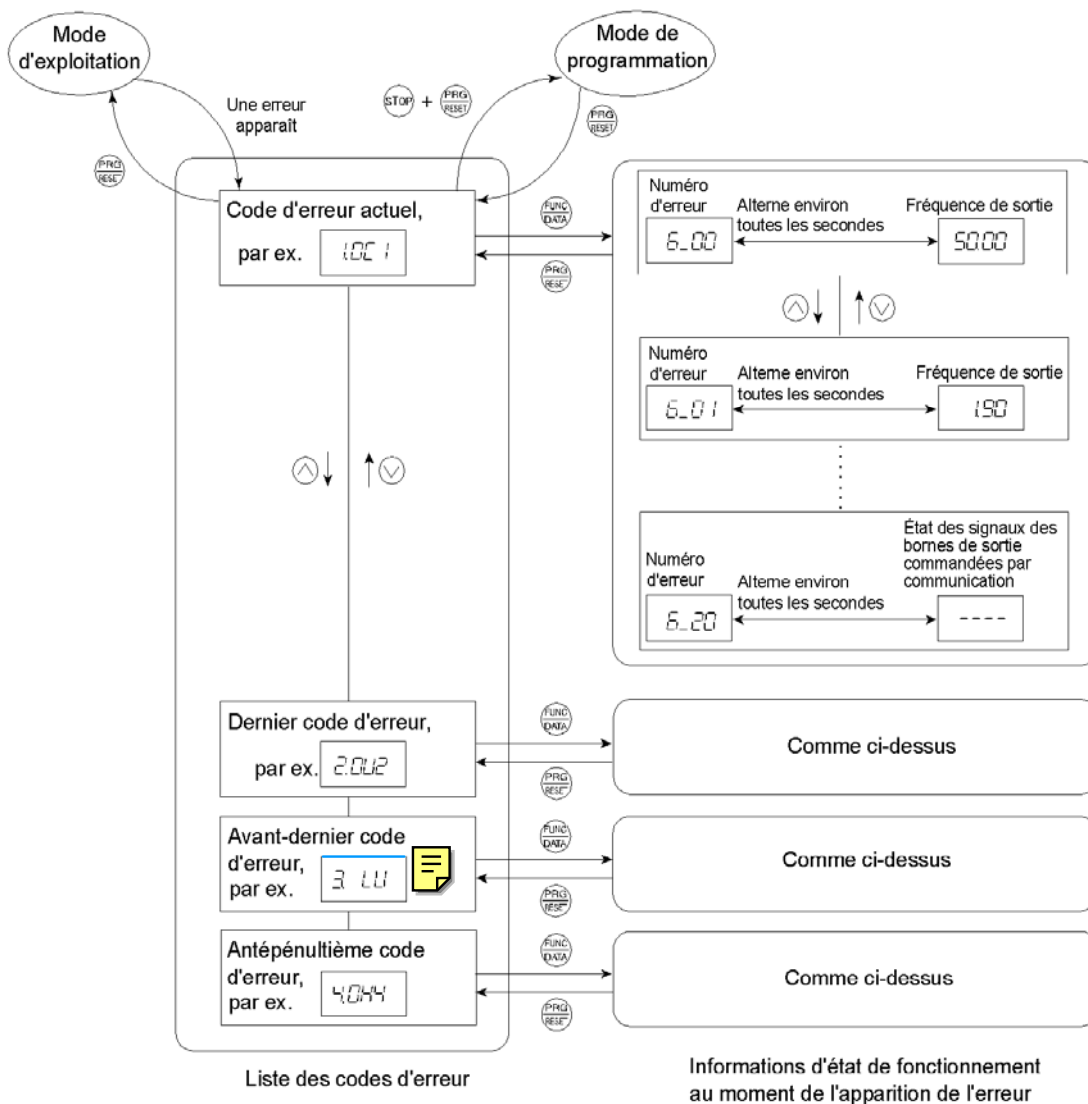 Mode
d'exploitation
Mode de
programmation
Une erreur
apparaît
STOP + PRG
RESET
PRG
RESET
PRG
RESET
Code d'erreur actuel,
par ex. 1.0C1
FUNC
DATA
PRG
RESET
Numéro
d'erreur
Alterne environ
toutes les secondes
Fréquence de sortie
6_00
50.00
Numéro
d'erreur
Alterne environ
toutes les secondes
Fréquence de sortie
6_01
1.90
Numéro
d'erreur
Alterne environ
toutes les secondes
État des signaux des
bornes de sortie
commandées par
communication
6_20
----
Dernier code d'erreur,
par ex. 2.0U2
FUNC
DATA
PRG
RESET
Comme ci-dessus
Avant-dernier code
d'erreur,
par ex. 3. LU
FUNC
DATA
PRG
RESET
Comme ci-dessus
Antépénultième code
d'erreur,
par ex. 4.0H4
FUNC
DATA
PRG
RESET
Comme ci-dessus
Liste des codes d'erreur
Informations d'état de fonctionnement
au moment de l'apparition de l'erreur